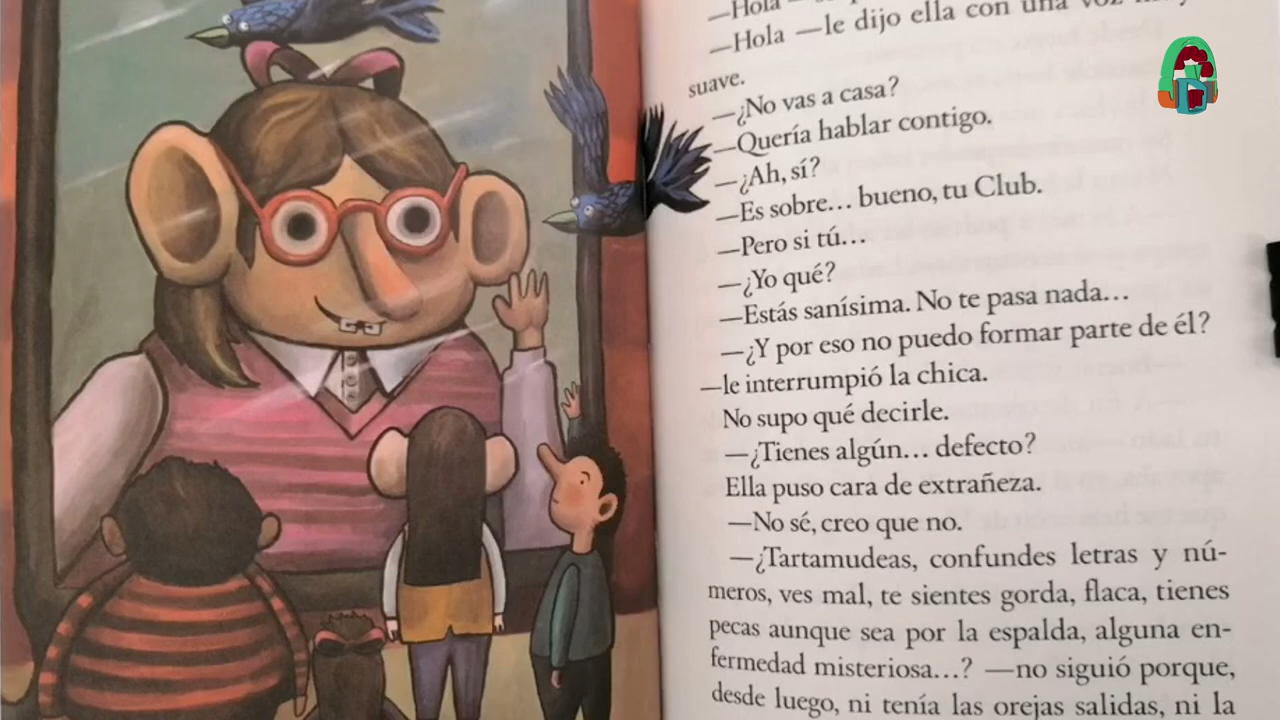 —Hola
—Hola —le dijo ella con una voz muy
suave.
—¿No vas a casa?
—Quería hablar contigo.
—¿Ah, sí?
—Es sobre… bueno, tu Club.
—Pero si tú…
—¿Yo qué?
—Estás sanísima. No te pasa nada…
—¿Y por eso no puedo formar parte de él?
—le interrumpió la chica.
No supo qué decirle.
—¿Tienes algún… defecto?
Ella puso cara de extrañeza.
—No sé, creo que no.
—¿Tartamudeas, confundes letras y nú-
meros, ves mal, te sientes gorda, flaca, tienes
pecas aunque sea por la espalda, alguna en-
fermedad misteriosa…? —no siguió porque,
desde luego, ni tenía las orejas salidas, ni la